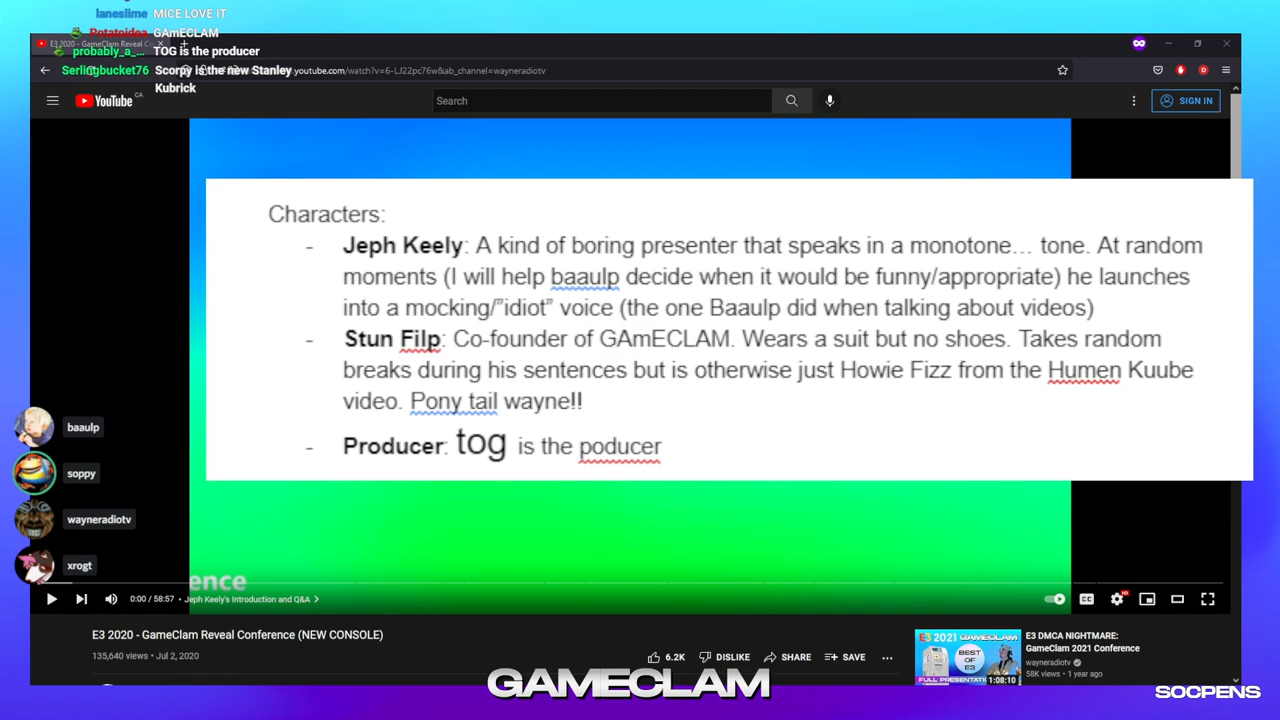 laneslime MICE LOVE IT
Potatoidea GAmECLAM
probably_a_... TOG is the producer
Serlingbucket76 Scorpy is the new Stanley
Kubrick
youtube.com/watch?v=6-LJ22pc76w&ab_channel=wayneradiotv
YouTube CA
Search
SIGN IN
Characters:
- Jeph Keely: A kind of boring presenter that speaks in a monotone... tone. At random
moments (I will help baaulp decide when it would be funny/appropriate) he launches
into a mocking/"idiot" voice (the one Baaulp did when talking about videos)
- Stun Filp: Co-founder of GAmECLAM. Wears a suit but no shoes. Takes random
breaks during his sentences but is otherwise just Howie Fizz from the Humen Kuube
video. Pony tail wayne!!
- Producer: tog is the poducer
baaulp
soppy
wayneradiotv
xrogt
ence
0:00 / 58:57 • Jeph Keely's Introduction and Q&A >
CC
HD
E3 2020 - GameClam Reveal Conference (NEW CONSOLE)
135,640 views • Jul 2, 2020
6.2K DISLIKE SHARE SAVE
E3 2021 GAMECLAM
BEST OF E3
FULL PRESENTATION
1:08:10
E3 DMCA NIGHTMARE:
GameClam 2021 Conference
wayneradiotv
58K views • 1 year ago
GAMECLAM
SOCPENS